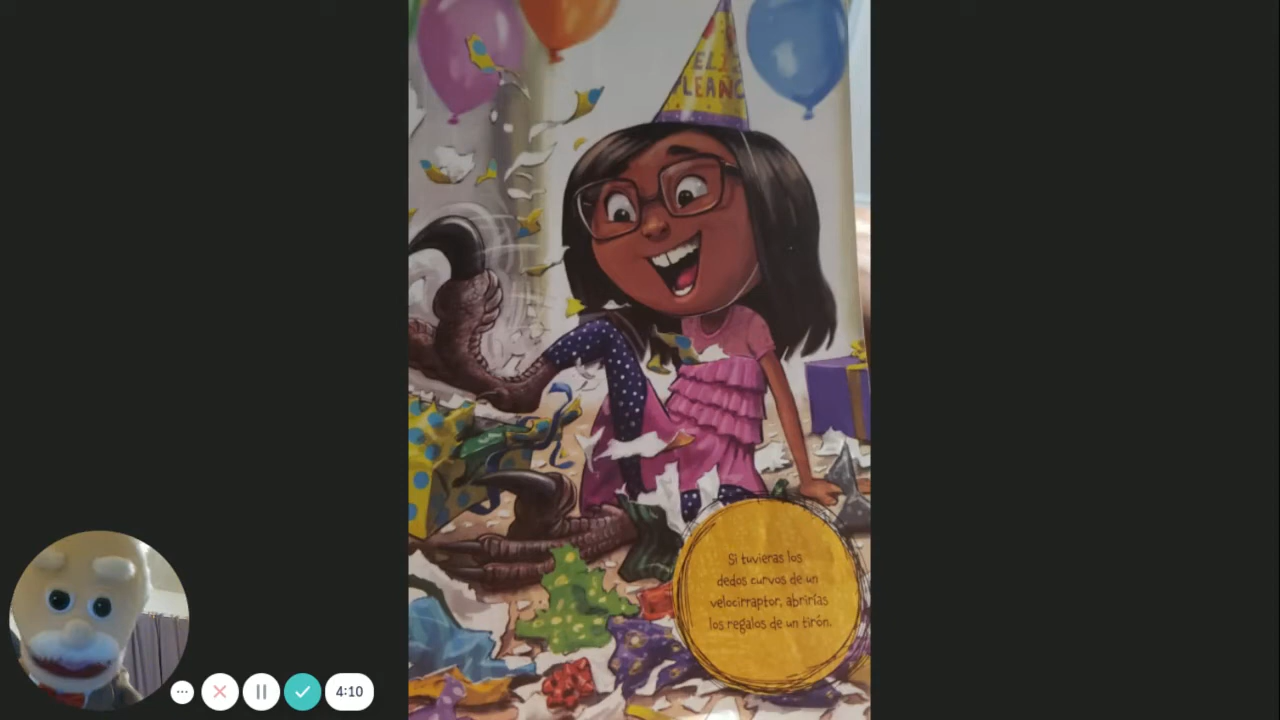 Si tuvieras los
dedos curvos de un
velocirraptor, abrirías
los regalos de un tirón.
4:10